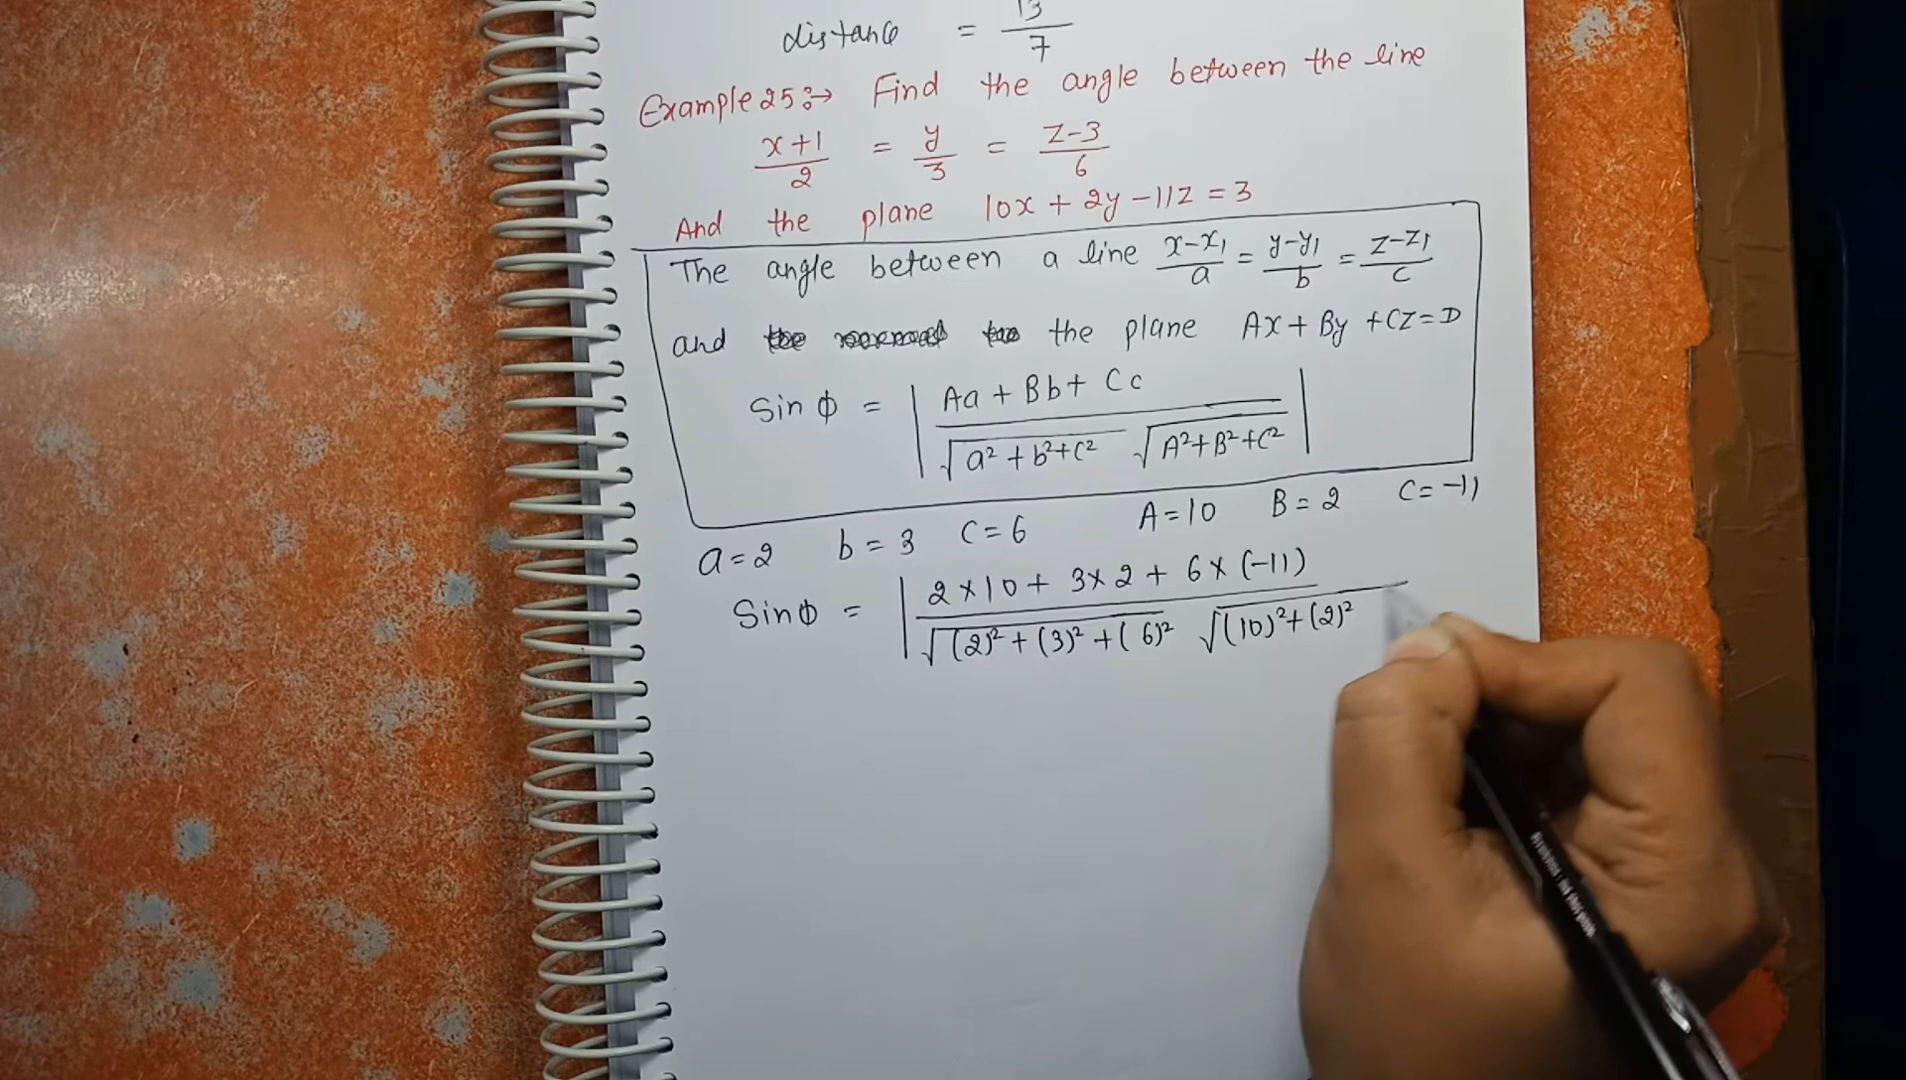 distance = 13/7
Example 25:→ Find the angle between the line
x+1/2 = y/3 = z-3/6
And the plane 10x + 2y - 11z = 3
The angle between a line x-x₁/a = y-y₁/b = z-z₁/c
and the plane Ax + By + Cz = D
Sin φ = | Aa + Bb + Cc / √a² + b² + c² √A² + B² + C² |
a = 2 b = 3 c = 6 A = 10 B = 2 C = -11
Sin φ = | 2×10 + 3×2 + 6×(-11) / √(2)² + (3)² + (6)² √(10)² + (2)²